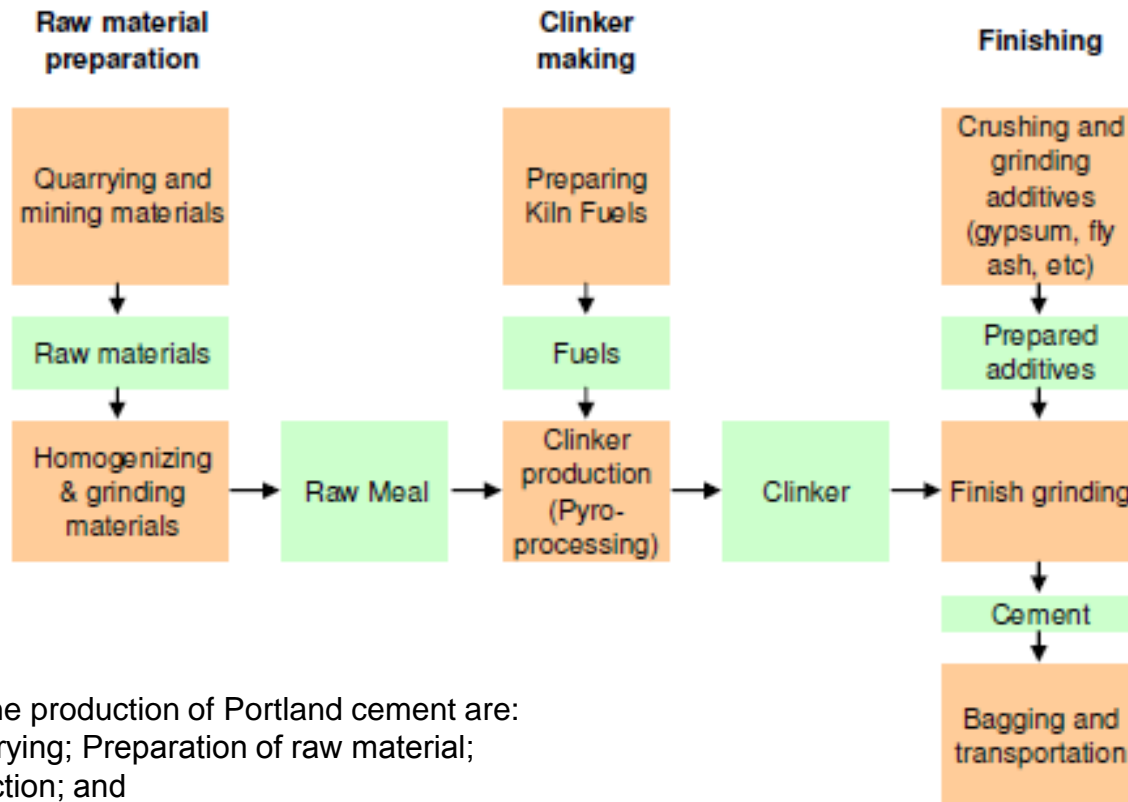 Raw material
preparation
Clinker
making
Finishing
Quarrying and
mining materials
Preparing
Kiln Fuels
Crushing and
grinding
additives
(gypsum, fly
ash, etc)
Raw materials
Fuels
Prepared
additives
Homogenizing
& grinding
materials
Raw Meal
Clinker
production
(Pyro-
processing)
Clinker
Finish grinding
Cement
Bagging and
transportation
production of Portland cement are:
Preparation of raw material;
and